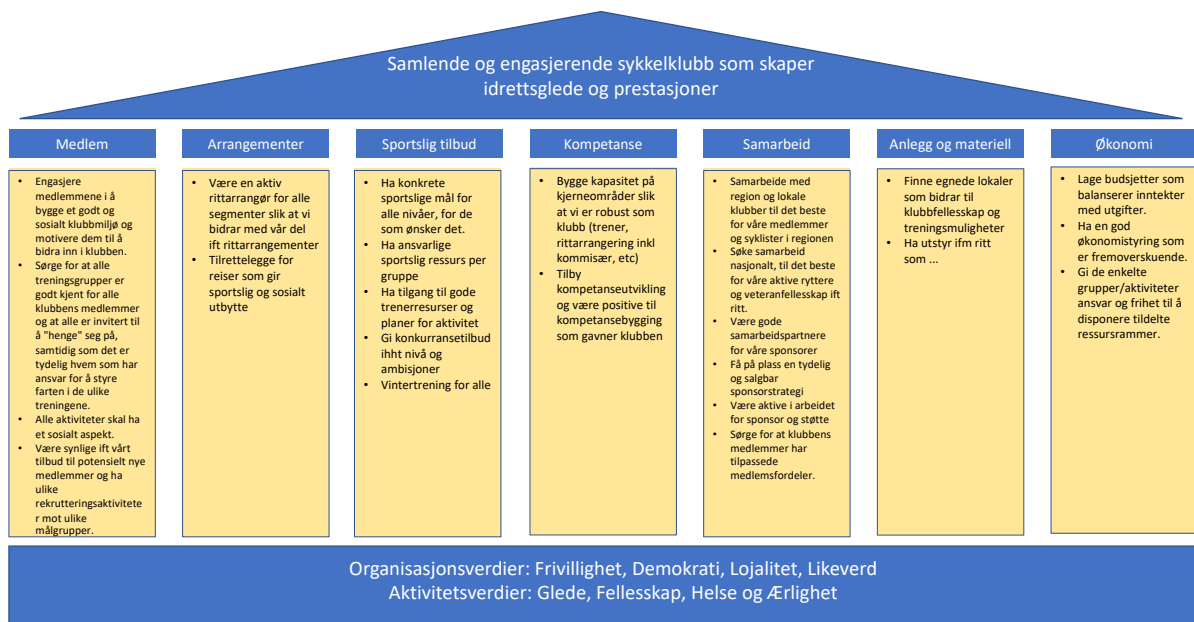 Samlende og engasjerende sykkelklubb som skaper
idrettsglede og prestasjoner
Medlem
• Engasjere
medlemmene i å
bygge et godt og
sosialt klubbmiljø og
motivere dem til å
bidra inn i klubben.
• Sørge for at alle
treningsgrupper er
godt kjent for alle
klubbens medlemmer
og at alle er invitert til
å "henge" seg på,
samtidig som det er
tydelig hvem som har
ansvar for å styre
farten i de ulike
treningene.
• Alle aktiviteter skal ha
et sosialt aspekt.
• Være synlige ift vårt
tilbud til potensielt nye
medlemmer og ha
ulike
rekrutteringsaktivitete
r mot ulike
målgrupper.
Arrangementer
• Være en aktiv
rittarrangør for alle
segmenter slik at vi
bidrar med vår del
ift rittarrangementer
• Tilrettelegge for
reiser som gir
sportslig og sosialt
utbytte
Sportslig tilbud
• Ha konkrete
sportslige mål for
alle nivåer, for de
som ønsker det.
• Ha ansvarlige
sportslig ressurs per
gruppe
• Ha tilgang til gode
trenerresurser og
planer for aktivitet
• Gi konkurransetilbud
ihht nivå og
ambisjoner
• Vintertrening for alle
Kompetanse
• Bygge kapasitet på
kjerneområder slik
at vi er robust som
klubb (trener,
rittarrangering inkl
kommisær, etc)
• Tilby
kompetanseutvikling
og være positive til
kompetansebygging
som gavner klubben
Samarbeid
• Samarbeide med
region og lokale
klubber til det beste
for våre medlemmer
og syklister i regionen
• Søke samarbeid
nasjonalt, til det beste
for våre aktive ryttere
og veteranfellesskap ift
ritt.
• Være gode
samarbeidspartnere
for våre sponsorer
• Få på plass en tydelig
og salgbar
sponsorstrategi
• Være aktive i arbeidet
for sponsor og støtte
• Sørge for at klubbens
medlemmer har
tilpassede
medlemsfordeler.
Anlegg og materiell
• Finne egnede lokaler
som bidrar til
klubbfellesskap og
treningsmuligheter
• Ha utstyr ifm ritt
som ...
Økonomi
• Lage budsjetter som
balanserer inntekter
med utgifter.
• Ha en god
økonomistyring som
er fremoverskuende.
• Gi de enkelte
grupper/aktiviteter
ansvar og frihet til å
disponere tildelte
ressursrammer.
Organisasjonsverdier: Frivillighet, Demokrati, Lojalitet, Likeverd
Aktivitetsverdier: Glede, Fellesskap, Helse og Ærlighet